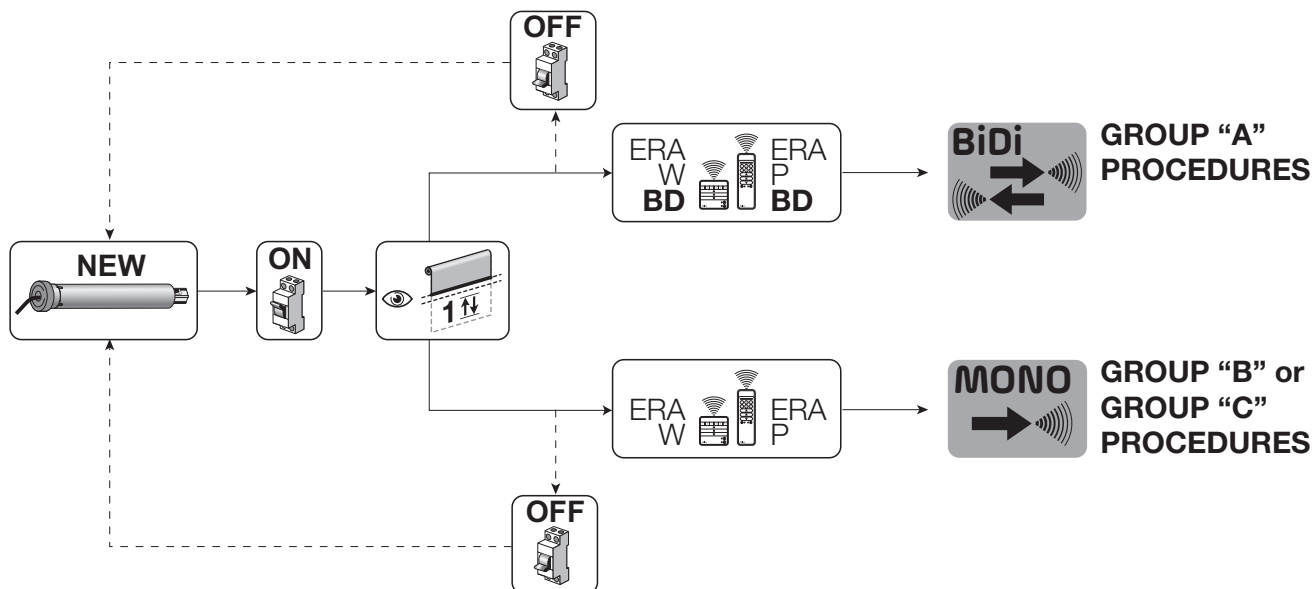 OFF
ERA
W
BD
ERA
P
BD
BiDi
GROUP “A”
PROCEDURES
NEW
ON
1
ERA
W
ERA
P
MONO
GROUP “B” or
GROUP “C”
PROCEDURES
OFF